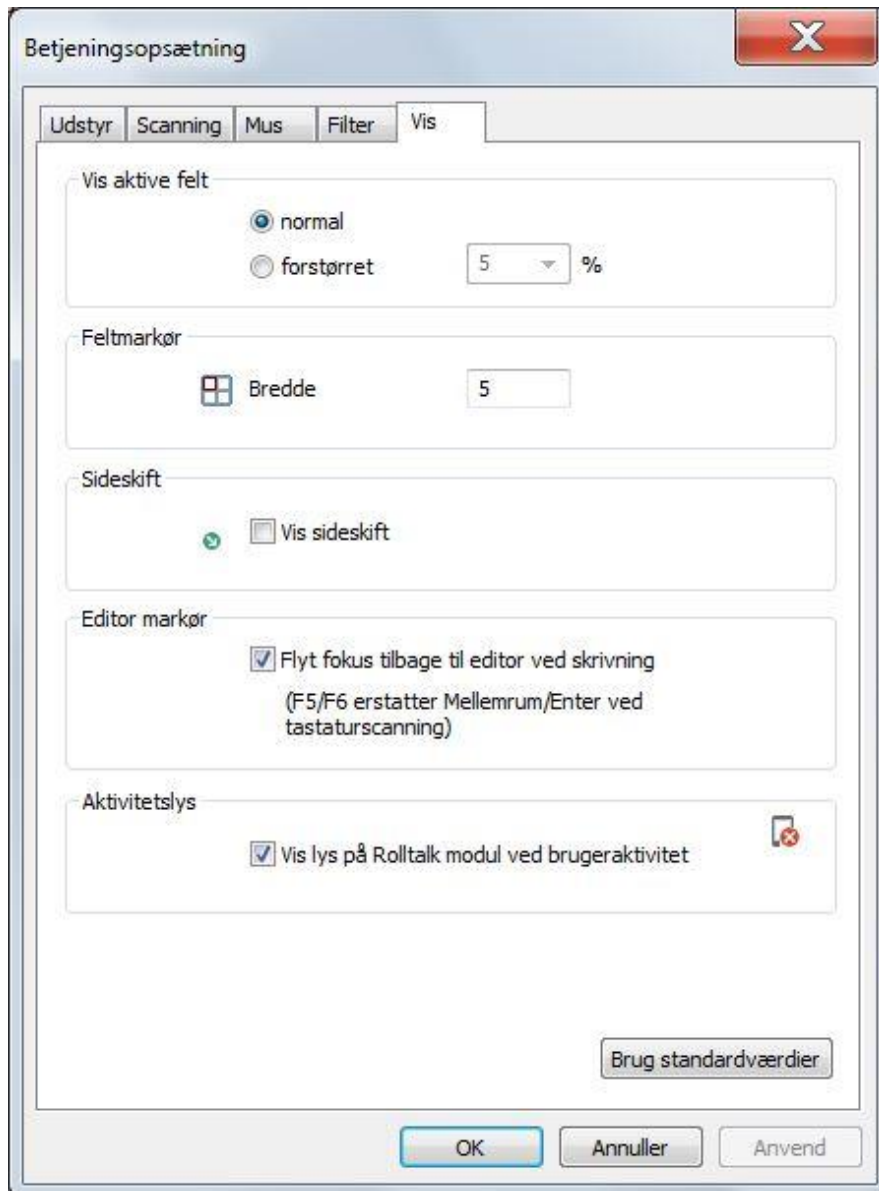 Betjeningsopsætning
Udstyr Scanning Mus Filter Vis
Vis aktive felt
normal
forstørret 5 %
Feltmarkør
Bredde 5
Sideskift
Vis sideskift
Editor markør
Flyt fokus tilbage til editor ved skrivning
(F5/F6 erstatter Mellemrum/Enter ved
tastaturscanning)
Aktivitetslys
Vis lys på Rolltalk modul ved brugeraktivitet
Brug standardværdier
OK Annuller Anvend